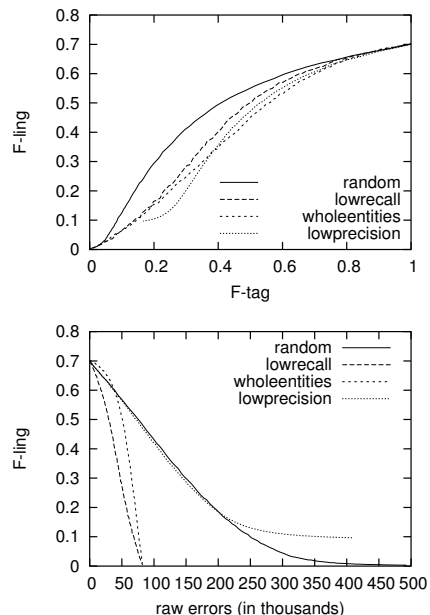 0.7
0.6
0.5
0.4
0.3
0.2
0.1
0
F-ling
random
lowrecall
wholeentities
lowprecision
0 0.2 0.4 0.6 0.8 1
F-tag
0.8
0.7
0.6
0.5
0.4
0.3
0.2
0.1
0
F-ling
random
lowrecall
wholeentities
lowprecision
0 50 100 150 200 250 300 350 400 450 500
raw errors (in thousands)